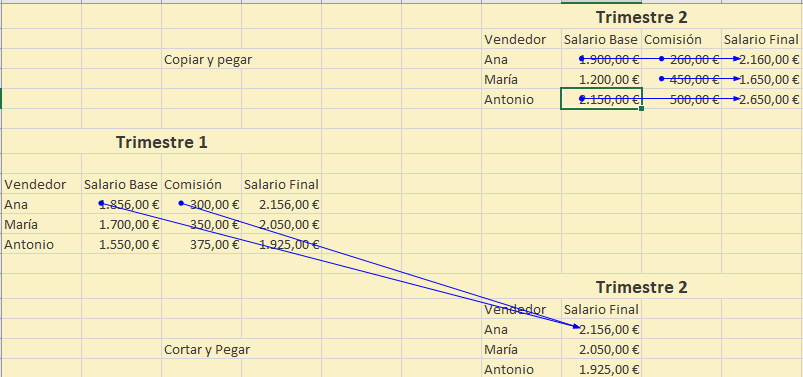 Trimestre 2
Vendedor Salario Base Comisión Salario Final
Copiar y pegar Ana 1.900,00 € 260,00 € 2.160,00 €
María 1.200,00 € 450,00 € 1.650,00 €
Antonio 2.150,00 € 500,00 € 2.650,00 €
Trimestre 1
Vendedor Salario Base Comisión Salario Final
Ana 1.856,00 € 300,00 € 2.156,00 €
María 1.700,00 € 350,00 € 2.050,00 €
Antonio 1.550,00 € 375,00 € 1.925,00 €
Trimestre 2
Vendedor Salario Final
Ana 2.156,00 €
Cortar y Pegar María 2.050,00 €
Antonio 1.925,00 €